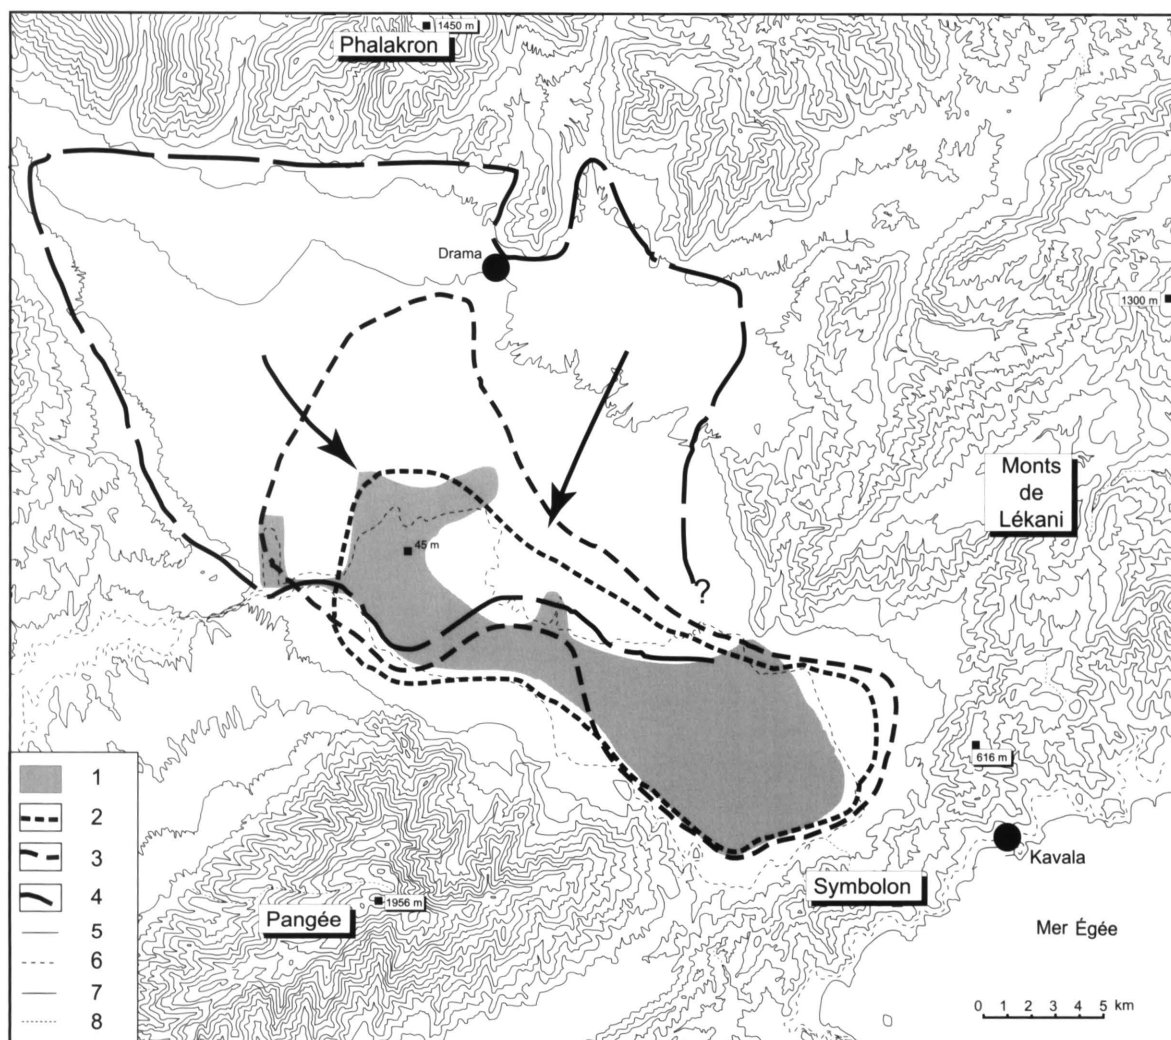 1450 m
Phalakron
Drama
1300 m
Monts
de
Lékani
45 m
?
616 m
Kavala
Symbolon
1956 m
Pangée
Mer Égée
1
2
3
4
5
6
7
8
0 1 2 3 4 5 km